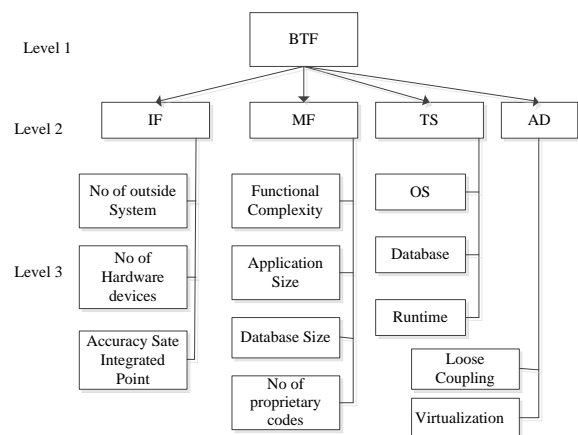 BTF
Level 1
Level 2
IF
MF
TS
AD
Level 3
No of outside
System
No of
Hardware
devices
Accuracy Sate
Integrated
Point
Functional
Complexity
Application
Size
Database Size
No of
proprietary
codes
OS
Database
Runtime
Loose
Coupling
Virtualization